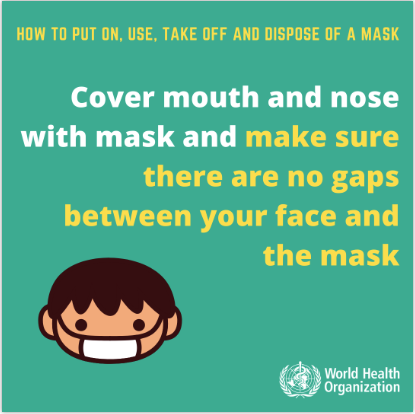 HOW TO PUT ON, USE, TAKE OFF AND DISPOSE OF A MASK
Cover mouth and nose
with mask and make sure
there are no gaps
between your face and
the mask
World Health
Organization